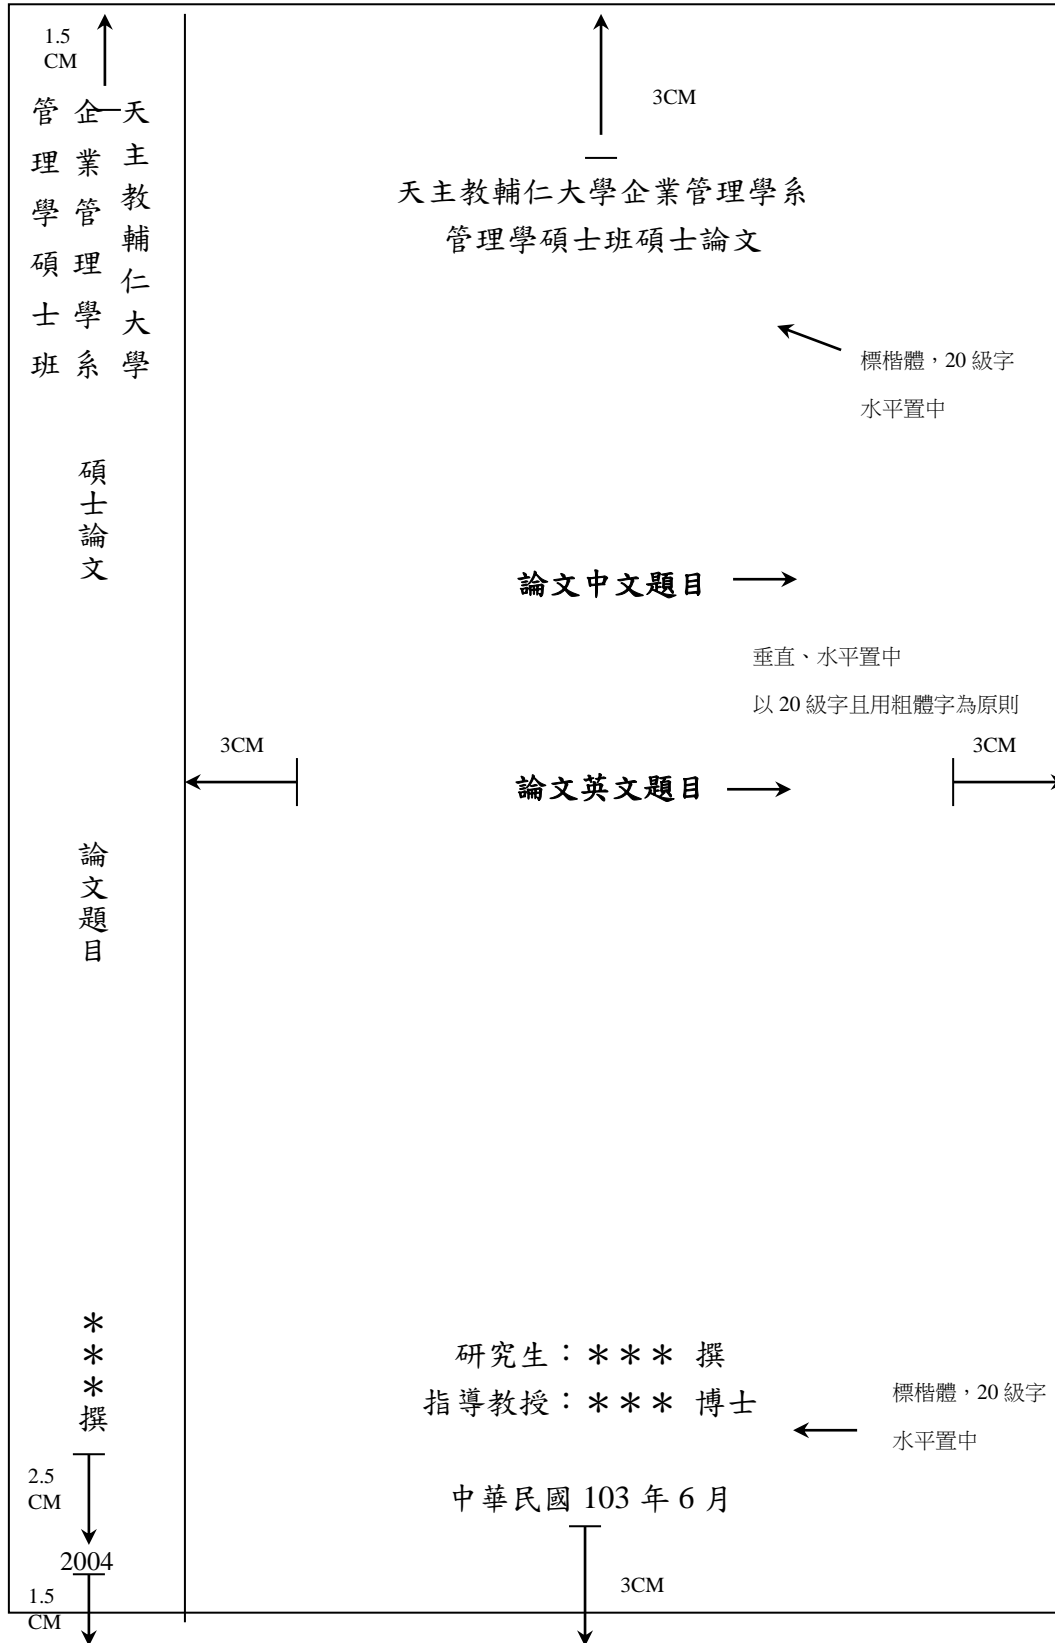 1.5
CM
天主教輔仁大學
企業管理學系
管理學碩士班
碩士論文
論文題目
＊＊＊撰
2.5
CM
2004
1.5
CM
3CM
天主教輔仁大學企業管理學系
管理學碩士班碩士論文
標楷體，20 級字
水平置中
論文中文題目
垂直、水平置中
以 20 級字且用粗體字為原則
3CM
3CM
論文英文題目
研究生：＊＊＊ 撰
指導教授：＊＊＊ 博士
標楷體，20 級字
水平置中
中華民國 103 年 6 月
3CM